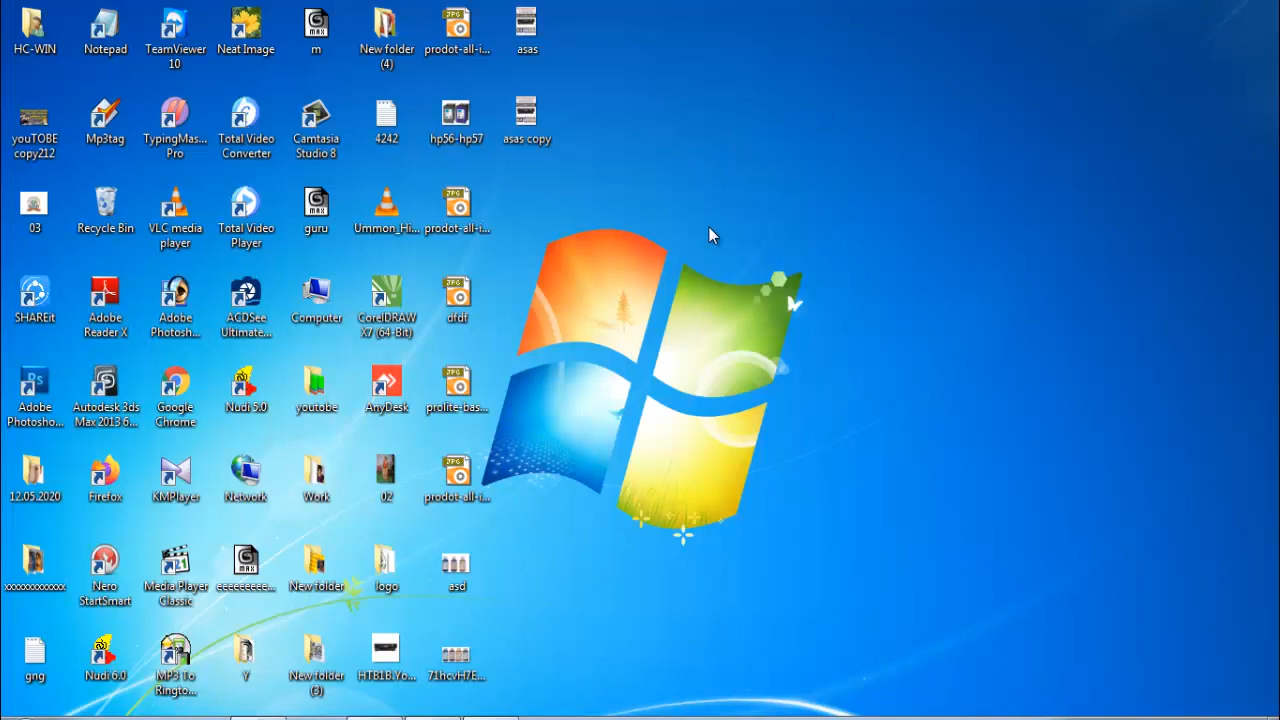 HC-WIN
Notepad
TeamViewer
10
Neat Image
m
New folder
(4)
prodot-all-i...
asas
youTOBE
copy212
Mp3tag
TypingMas...
Pro
Total Video
Converter
Camtasia
Studio 8
4242
hp56-hp57
asas copy
03
Recycle Bin
VLC media
player
Total Video
Player
guru
Ummon_Hi...
prodot-all-i...
SHAREit
Adobe
Reader X
Adobe
Photosh...
ACDSee
Ultimate...
Computer
CorelDRAW
X7 (64-Bit)
dfdf
Adobe
Photosho...
Autodesk 3ds
Max 2013 6...
Google
Chrome
Nudi 5.0
youtobe
AnyDesk
prolite-bas...
12.05.2020
Firefox
KMPlayer
Network
Work
02
prodot-all-i...
Nero
StartSmart
Media Player
Classic
New folder
logo
asd
gng
Nudi 6.0
MP3 To
Ringto...
Y
New folder
(3)
HTB1B.Yo...
71hcvH7E...